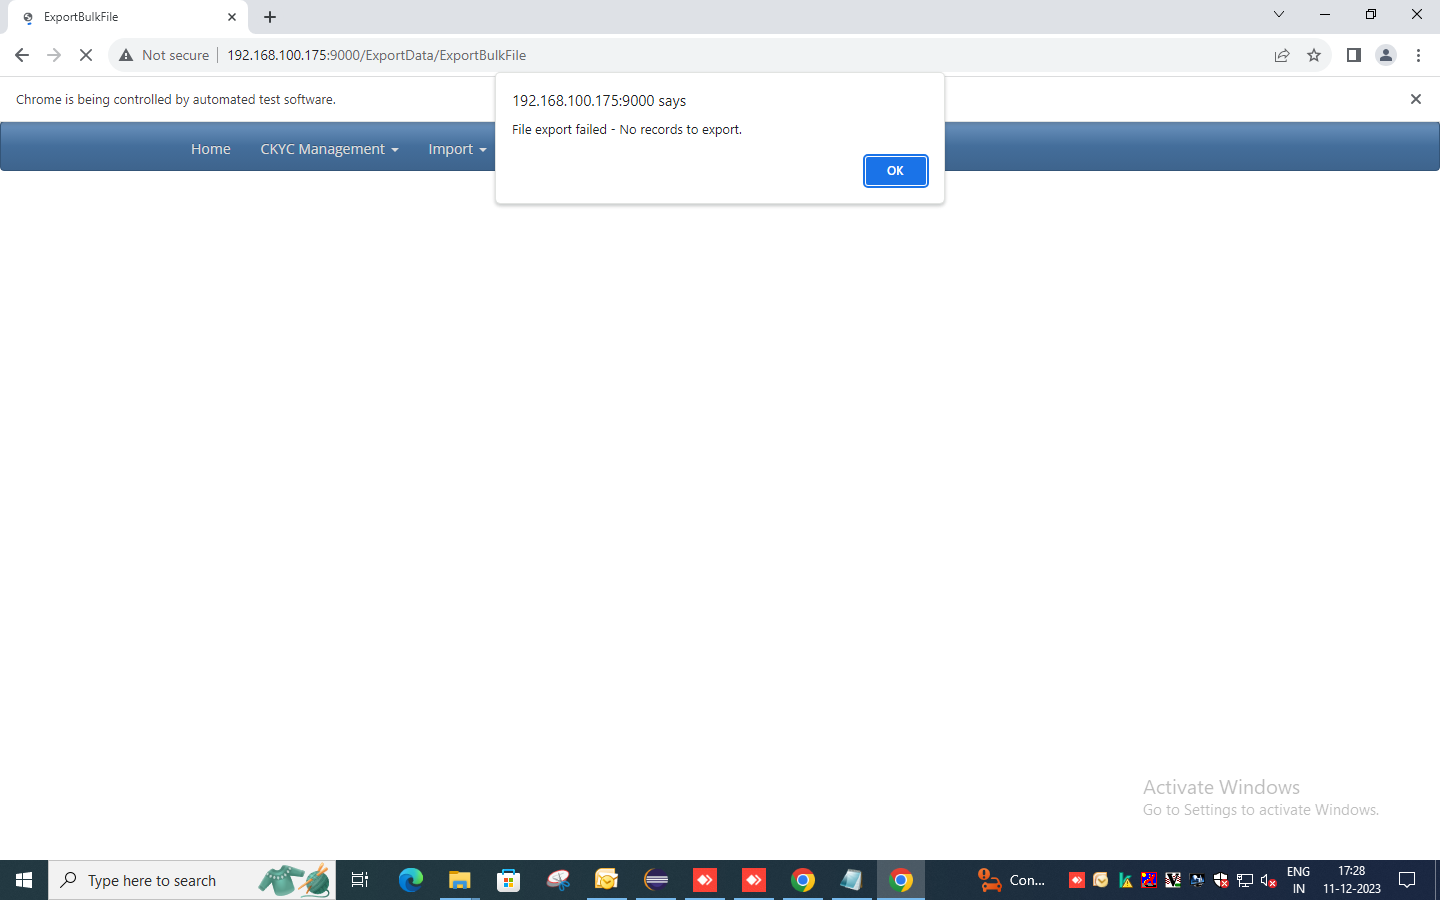 ExportBulkFile
Not secure
192.168.100.175:9000/ExportData/ExportBulkFile
Chrome is being controlled by automated test software.
192.168.100.175:9000 says
File export failed - No records to export.
OK
Home
CKYC Management
Import
Activate Windows
Go to Settings to activate Windows.
Type here to search
Con...
ENG
IN
17:28
11-12-2023